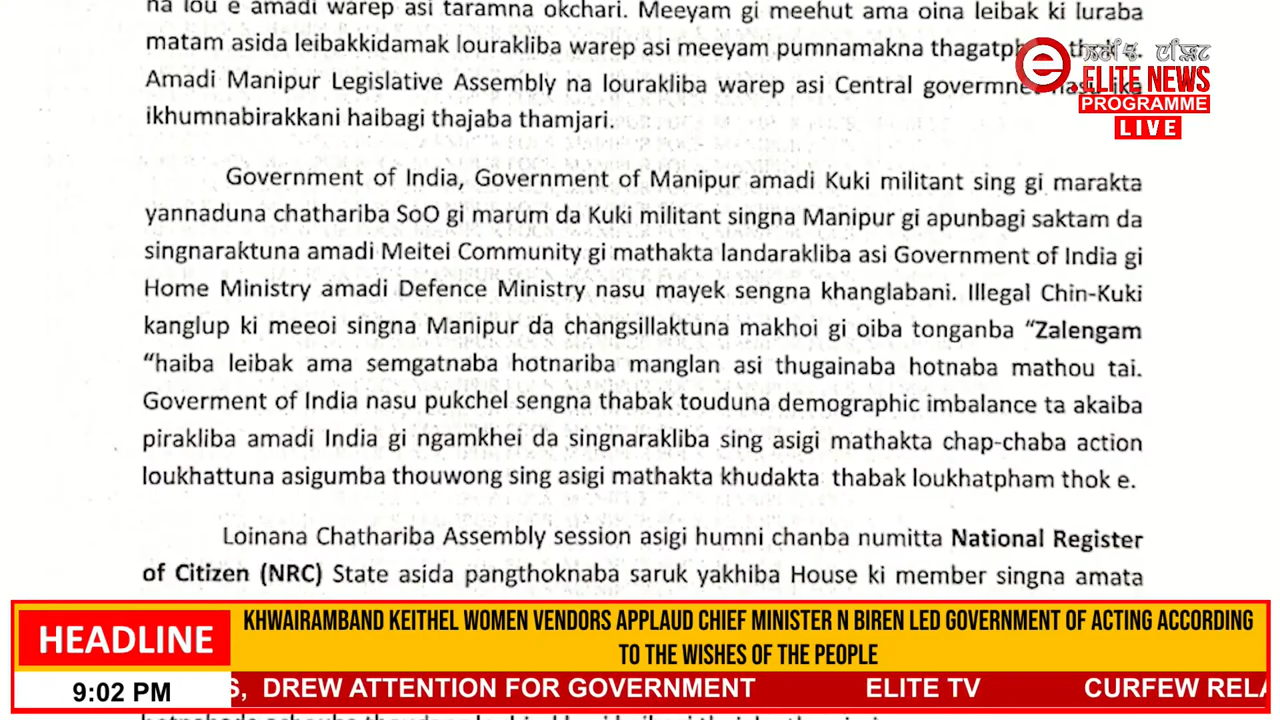 na lou e amadi warep asi taramna okchari. Meeyam gi meehut ama oina leibak ki luraba
matam asida leibakkidamak lourakliba warep asi meeyam pumnamakna
Amadi Manipur Legislative Assembly na lourakliba warep asi Central govermnet nasu ika
ikhumnabirakkani haibagi thajaba thamjari.
e
ELITE NEWS
PROGRAMME
LIVE
Government of India, Government of Manipur amadi Kuki militant sing gi marakta
yannaduna chathariba SoO gi marum da Kuki militant singna Manipur gi apunbagi saktam da
singnaraktuna amadi Meitei Community gi mathakta landarakliba asi Government of India gi
Home Ministry amadi Defence Ministry nasu mayek sengna khanglabani. Illegal Chin-Kuki
kanglup ki meeoi singna Manipur da changsillaktuna makhoi gi oiba tonganba “Zalengam
“haiba leibak ama semgatnaba hotnariba manglan asi thugainaba hotnaba mathou tai.
Goverment of India nasu pukchel sengna thabak touduna demographic imbalance ta akaiba
pirakliba amadi India gi ngamkhei da singnarakliba sing asigi mathakta chap-chaba action
loukhattuna asigumba thouwong sing asigi mathakta khudakta thabak loukhatpham thok e.
Loinana Chathariba Assembly session asigi humni chanba numitta National Register
of Citizen (NRC) State asida pangthoknaba saruk yakhiba House ki member singna amata
HEADLINE
KHWAIRAMBAND KEITHEL WOMEN VENDORS APPLAUD CHIEF MINISTER N BIREN LED GOVERNMENT OF ACTING ACCORDING
TO THE WISHES OF THE PEOPLE
9:02 PM
S, DREW ATTENTION FOR GOVERNMENT ELITE TV CURFEW RELA